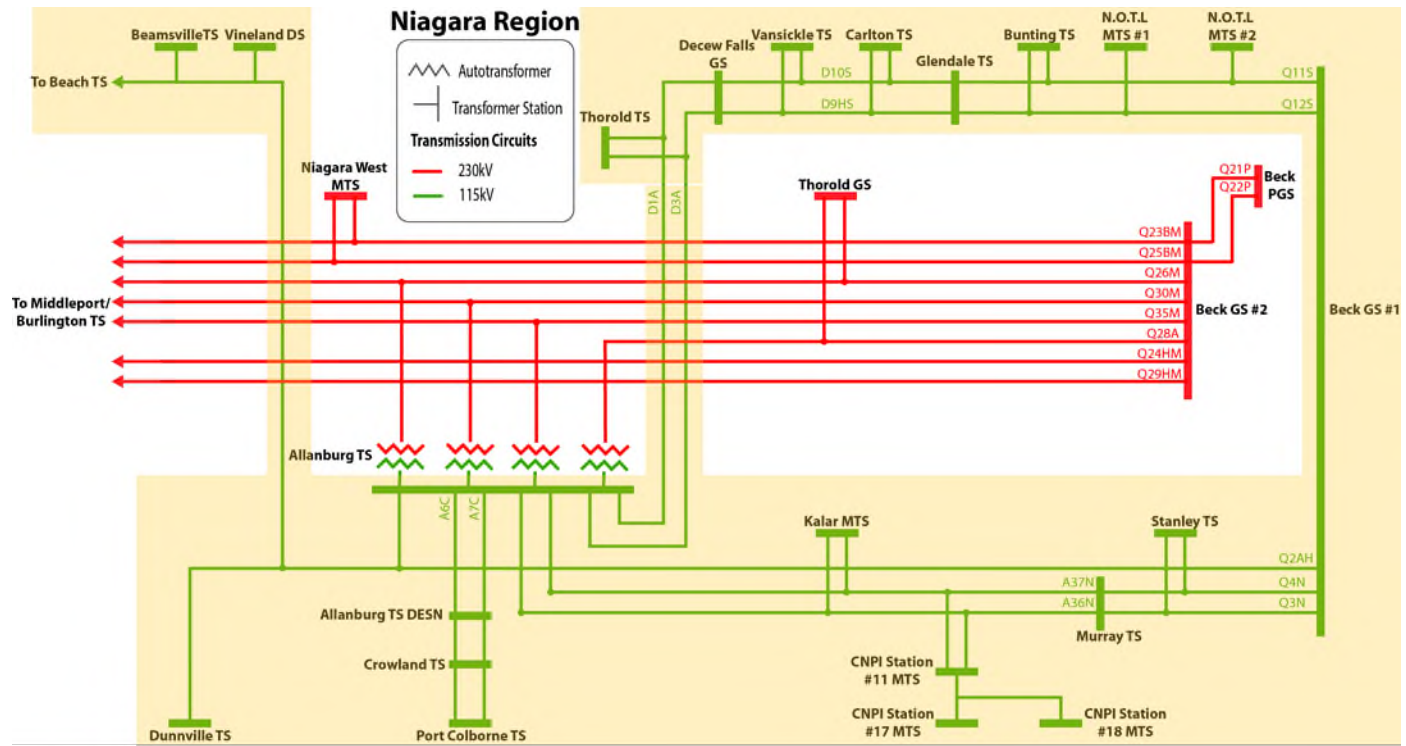 Niagara Region
Autotransformer
Transformer Station
Transmission Circuits
230kV
115kV
BeamsvilleTS
Vineland DS
To Beach TS
Decew Falls
GS
Vansickle TS
Carlton TS
Glendale TS
Bunting TS
N.O.T.L
MTS #1
N.O.T.L
MTS #2
D10S
Q11S
D9HS
Q12S
Thorold TS
Niagara West
MTS
D1A
D3A
Thorold GS
Q21P
Q22P
Beck
PGS
Q23BM
Q25BM
Q26M
Q30M
Q35M
Q28A
Q24HM
Q29HM
To Middleport/
Burlington TS
Beck GS #2
Beck GS #1
Allanburg TS
A6C
A7C
Kalar MTS
Stanley TS
Q2AH
A37N
Q4N
A36N
Q3N
Murray TS
Allanburg TS DESN
Crowland TS
CNPI Station
#11 MTS
Dunnville TS
Port Colborne TS
CNPI Station
#17 MTS
CNPI Station
#18 MTS